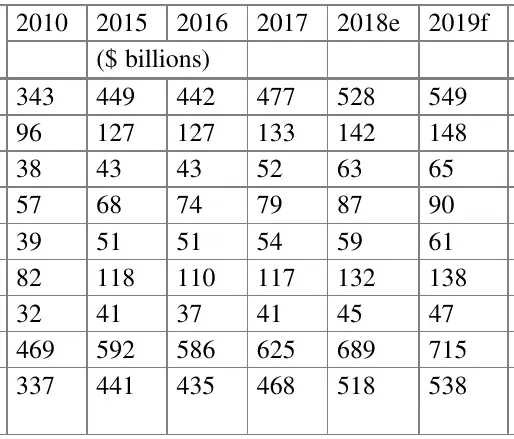 2010 2015 2016 2017 2018e 2019f
($ billions)
343 449 442 477 528 549
96 127 127 133 142 148
38 43 43 52 63 65
57 68 74 79 87 90
39 51 51 54 59 61
82 118 110 117 132 138
32 41 37 41 45 47
469 592 586 625 689 715
337 441 435 468 518 538